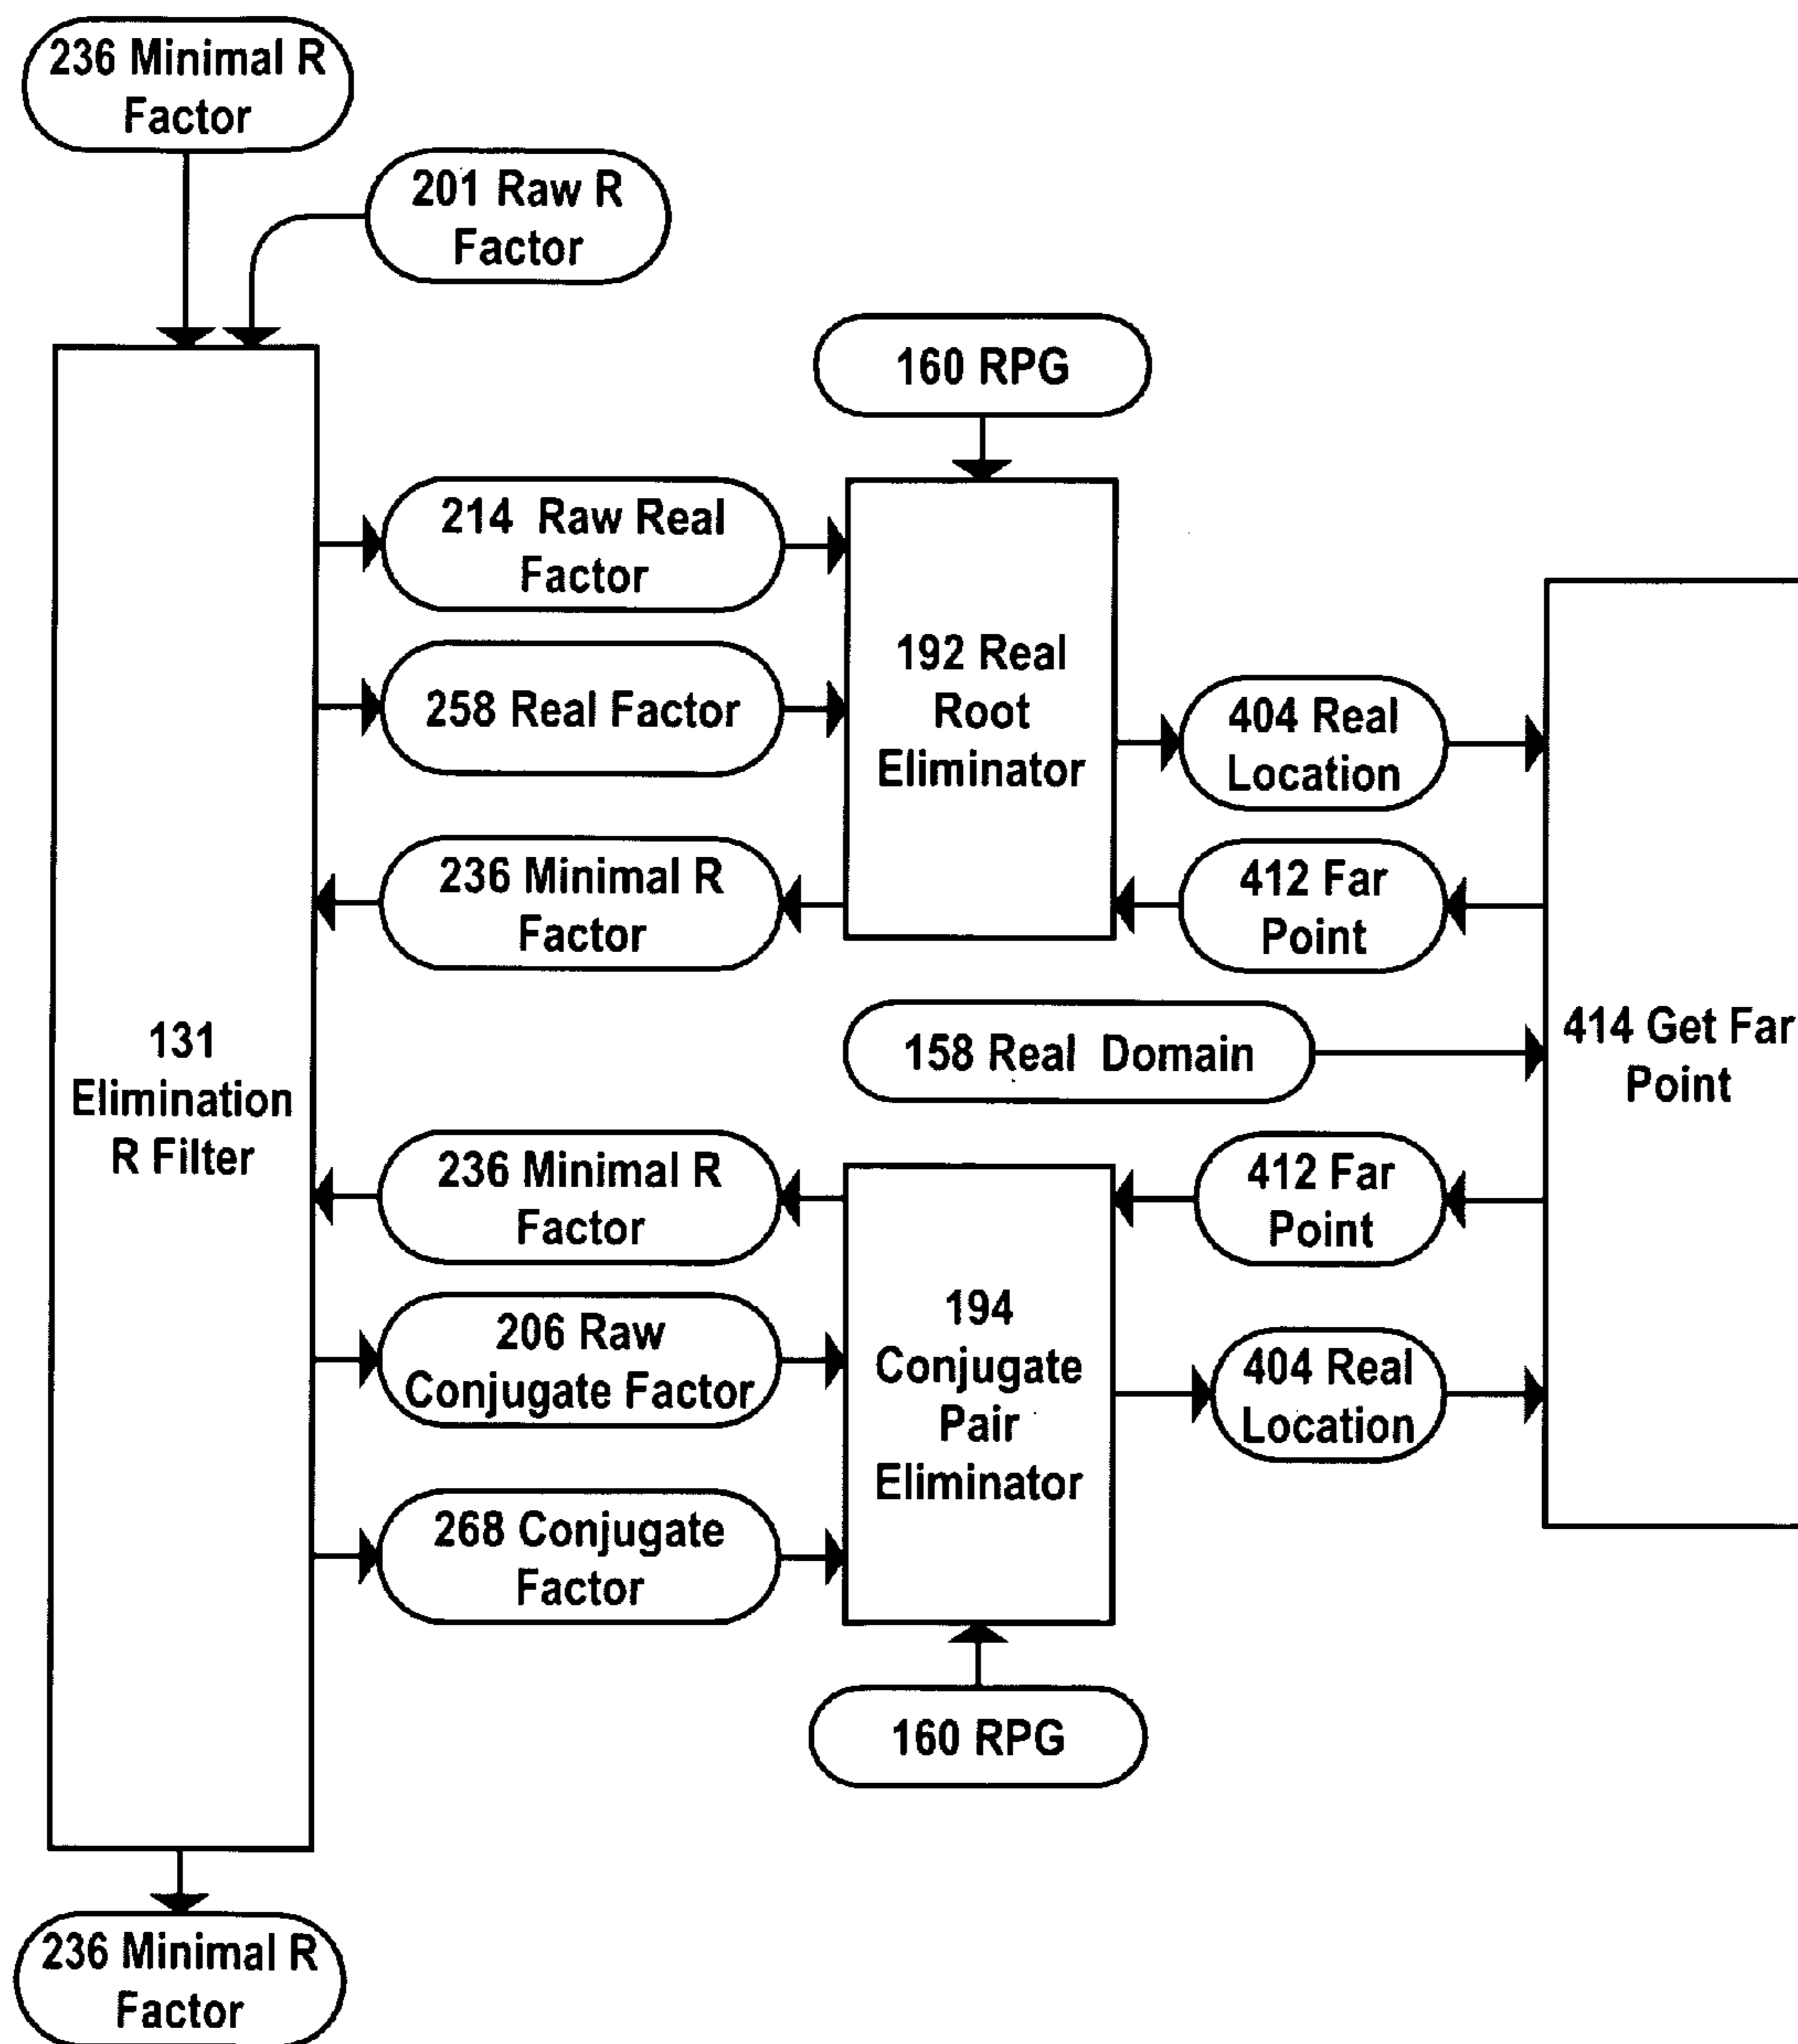 236 Minimal R
Factor
201 Raw R
Factor
160 RPG
214 Raw Real
Factor
258 Real Factor
192 Real
Root
Eliminator
404 Real
Location
236 Minimal R
Factor
412 Far
Point
158 Real Domain
414 Get Far
Point
131
Elimination
R Filter
236 Minimal R
Factor
412 Far
Point
206 Raw
Conjugate Factor
194
Conjugate
Pair
Eliminator
404 Real
Location
268 Conjugate
Factor
160 RPG
236 Minimal R
Factor